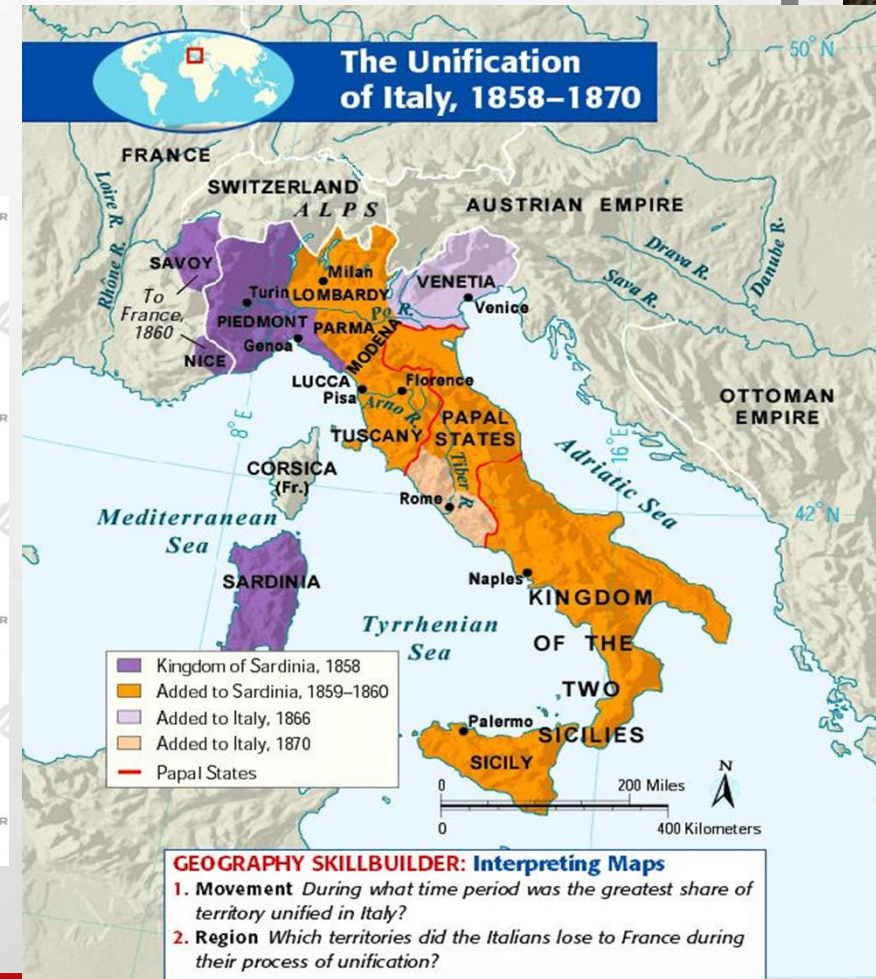 The Unification
of Italy, 1858–1870
50° N
FRANCE
Loire R.
SWITZERLAND
ALPS
AUSTRIAN EMPIRE
Rhône R.
Drava R.
Danube R.
SAVOY
Milan
VENETIA
Sava R.
To
France,
1860
Turin
LOMBARDY
Po R.
Venice
PIEDMONT
PARMA
Genoa
MODENA
NICE
LUCCA
Florence
Pisa
Arno R.
OTTOMAN
EMPIRE
8° E
TUSCANY
PAPAL
STATES
16° E
Adriatic Sea
CORSICA
(Fr.)
Tiber R.
Rome
42° N
Mediterranean
Sea
SARDINIA
Naples
KINGDOM
OF THE
TWO
SICILIES
Tyrrhenian
Sea
Kingdom of Sardinia, 1858
Added to Sardinia, 1859–1860
Added to Italy, 1866
Added to Italy, 1870
Papal States
Palermo
SICILY
N
0 200 Miles
0 400 Kilometers
GEOGRAPHY SKILLBUILDER: Interpreting Maps
1. Movement During what time period was the greatest share of
territory unified in Italy?
2. Region Which territories did the Italians lose to France during
their process of unification?
R
R
R
R